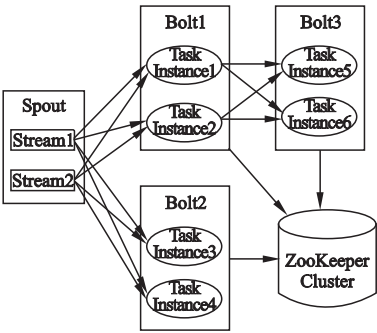 Bolt1
Task
Instance1
Task
Instance2
Bolt3
Task
Instance5
Task
Instance6
Spout
Stream1
Stream2
Bolt2
Task
Instance3
Task
Instance4
ZooKeeper
Cluster